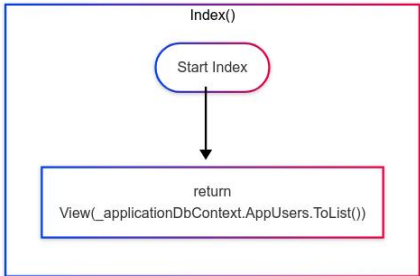 Index()
Start Index
return
View(_applicationDbContext.AppUsers.ToList())